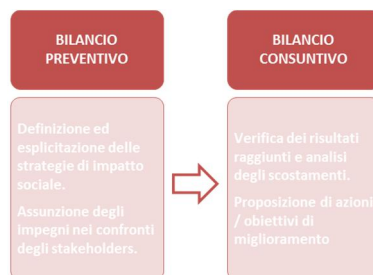 BILANCIO
PREVENTIVO
Definizione ed
esplicitazione delle
strategie di impatto
sociale.
Assunzione degli
impegni nei confronti
degli stakeholders.
BILANCIO
CONSUNTIVO
Verifica dei risultati
raggiunti e analisi
degli scostamenti.
Proposizione di azioni
/ obiettivi di
miglioramento